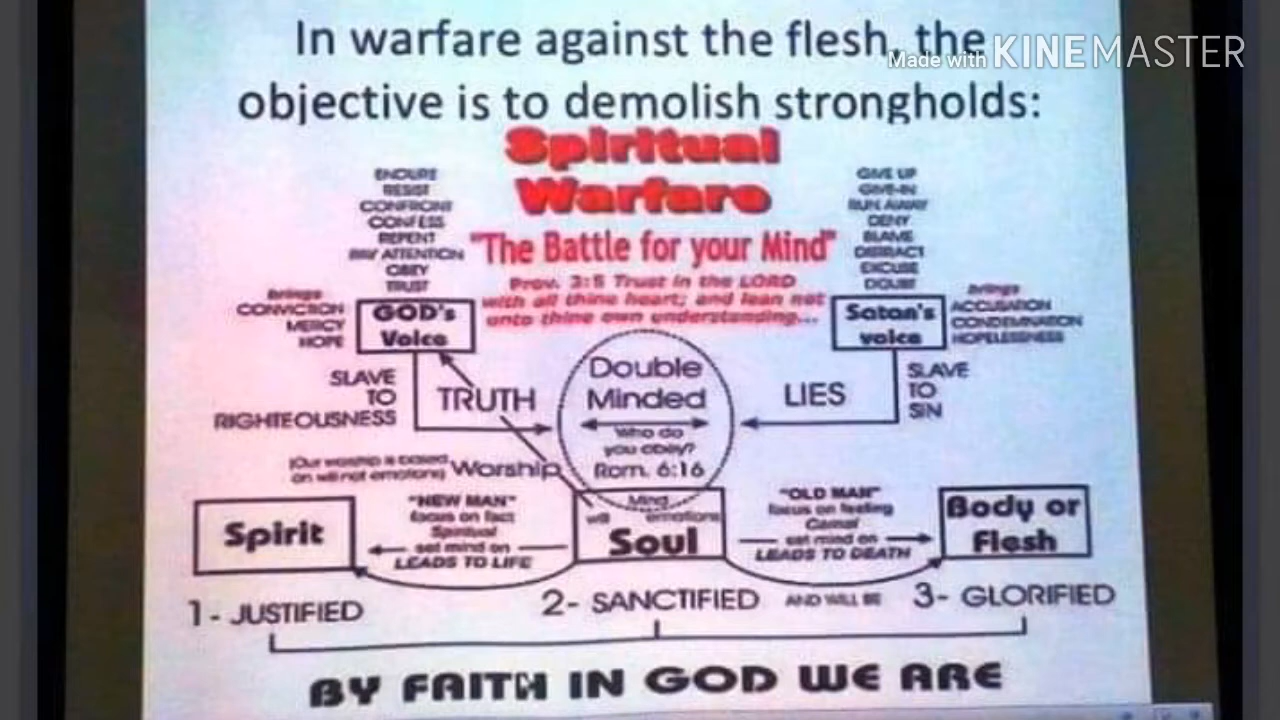 In warfare against the flesh, the
Made with KINEMASTER
objective is to demolish strongholds:
Spiritual
Warfare
"The Battle for your Mind"
Prov. 3:5 Trust in the LORD
with all thine heart; and lean not
unto thine own understanding...
ENDURE
RESIST
CONFRONT
CONFESS
REPENT
PAY ATTENTION
OBEY
TRUST
GIVE UP
GIVE-IN
RUN AWAY
DENY
BLAME
DISTRACT
EXCUSE
DOUBT
brings
CONVICTION
MERCY
HOPE
GOD's
Voice
Satan's
voice
brings
ACCUSATION
CONDEMNATION
HOPELESSNESS
SLAVE
TO
RIGHTEOUSNESS
TRUTH
Double
Minded
Who do
you obey?
Rom. 6:16
LIES
SLAVE
TO
SIN
(Our worship is based
on will not emotions)
Worship
Spirit
"NEW MAN"
focus on fact
Spiritual
set mind on
LEADS TO LIFE
Mind
will emotions
Soul
"OLD MAN"
focus on feeling
Carnal
set mind on
LEADS TO DEATH
Body or
Flesh
1- JUSTIFIED
2- SANCTIFIED
AND WILL BE
3- GLORIFIED
BY FAITH IN GOD WE ARE